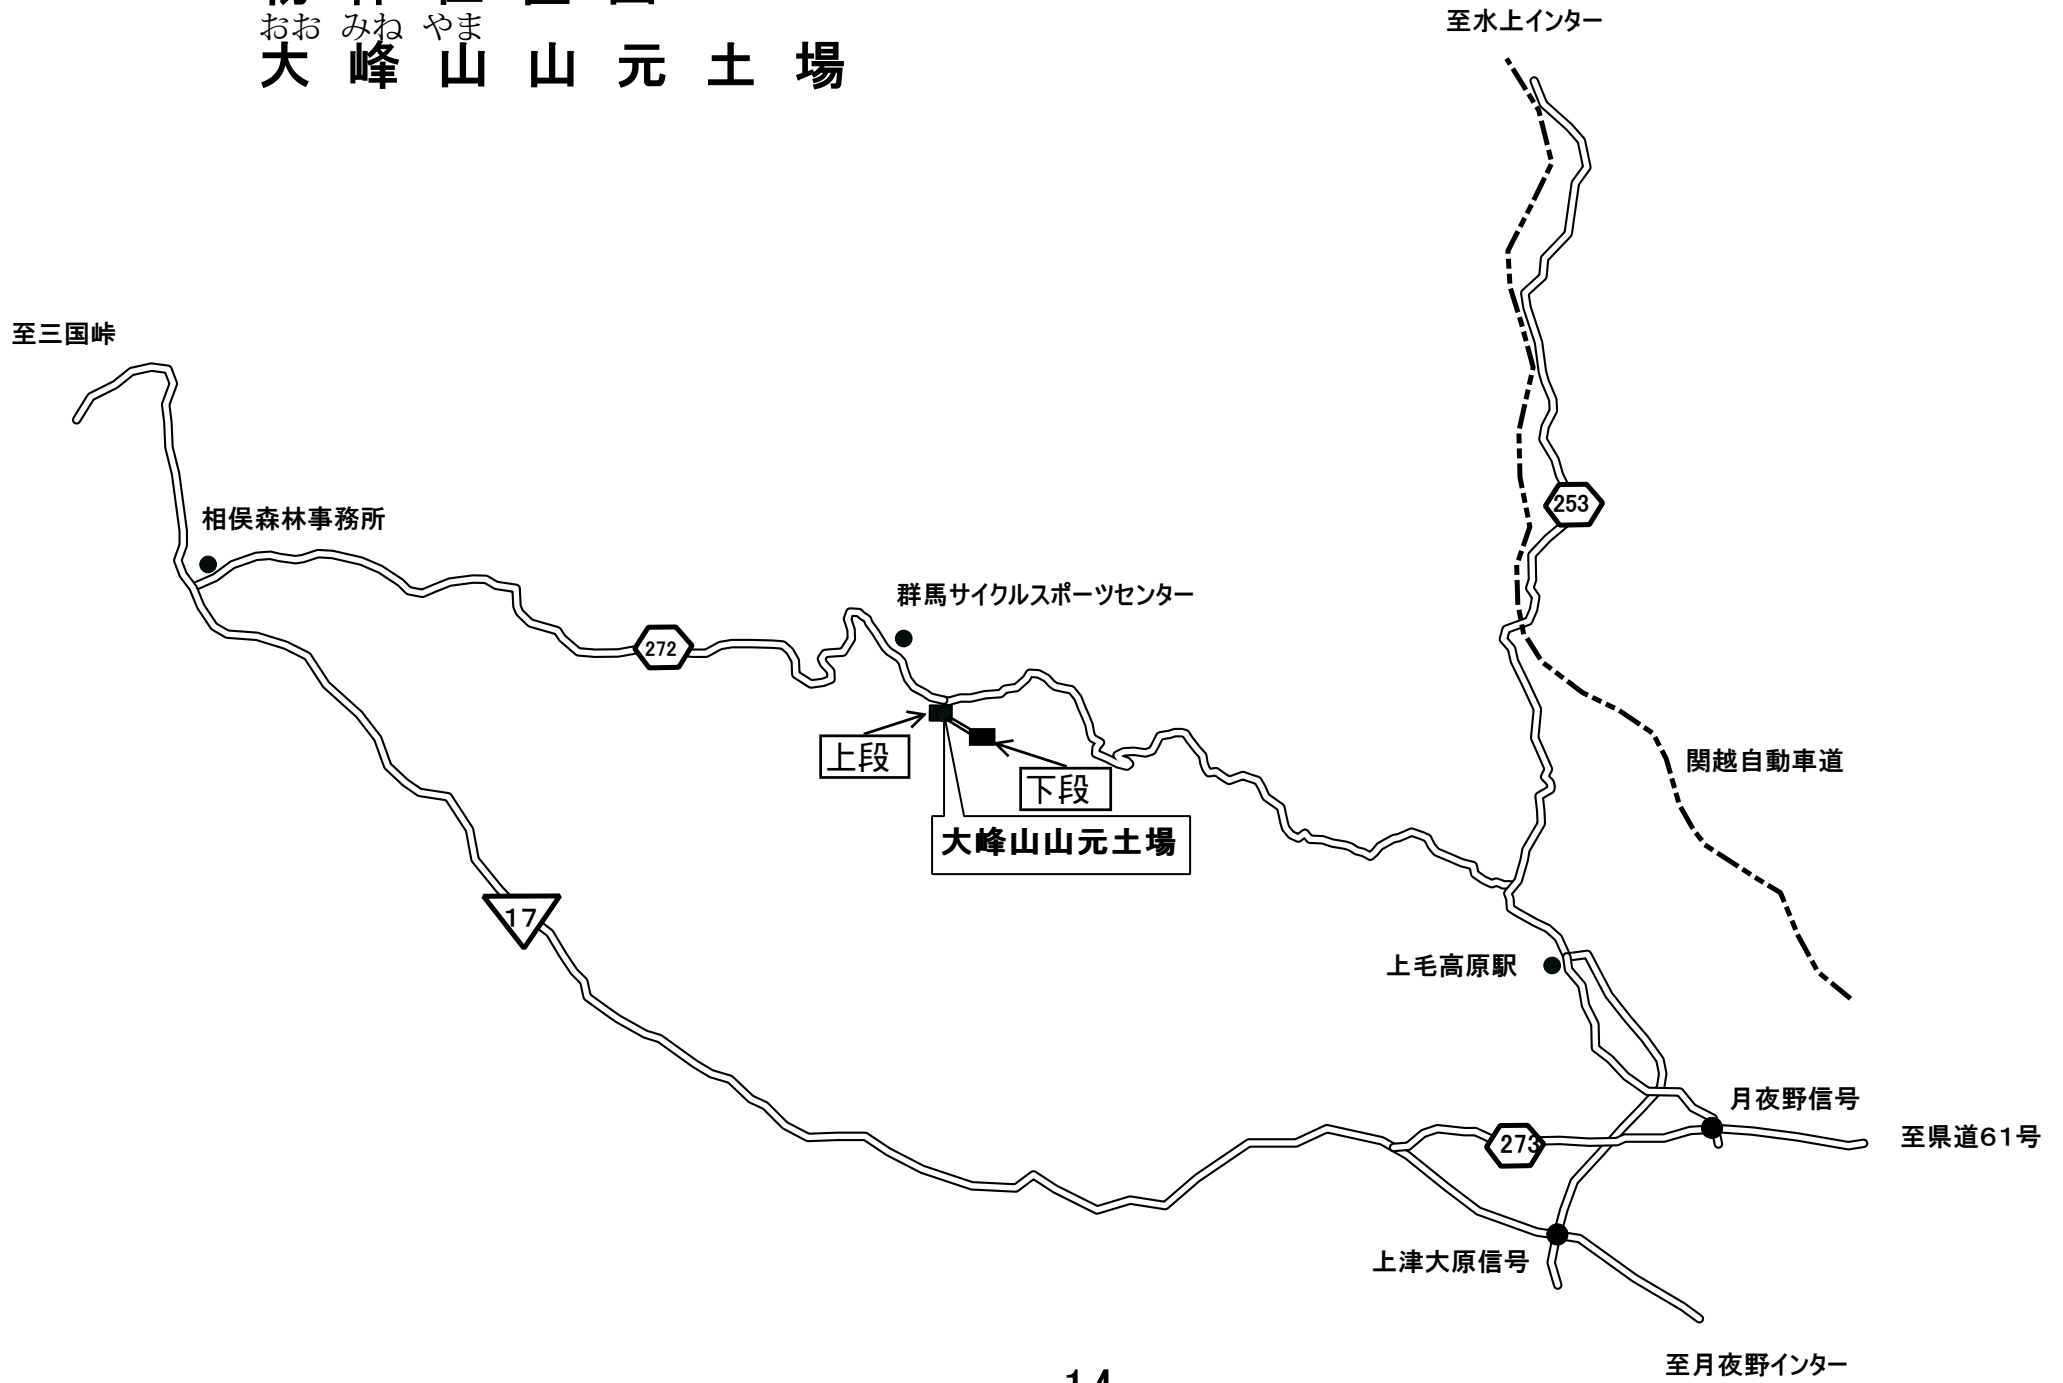 おお みね やま
大峰山山元土場
至水上インター
至三国峠
253
相俣森林事務所
群馬サイクルスポーツセンター
272
上段
下段
関越自動車道
大峰山山元土場
17
上毛高原駅
月夜野信号
至県道61号
273
上津大原信号
至月夜野インター
14